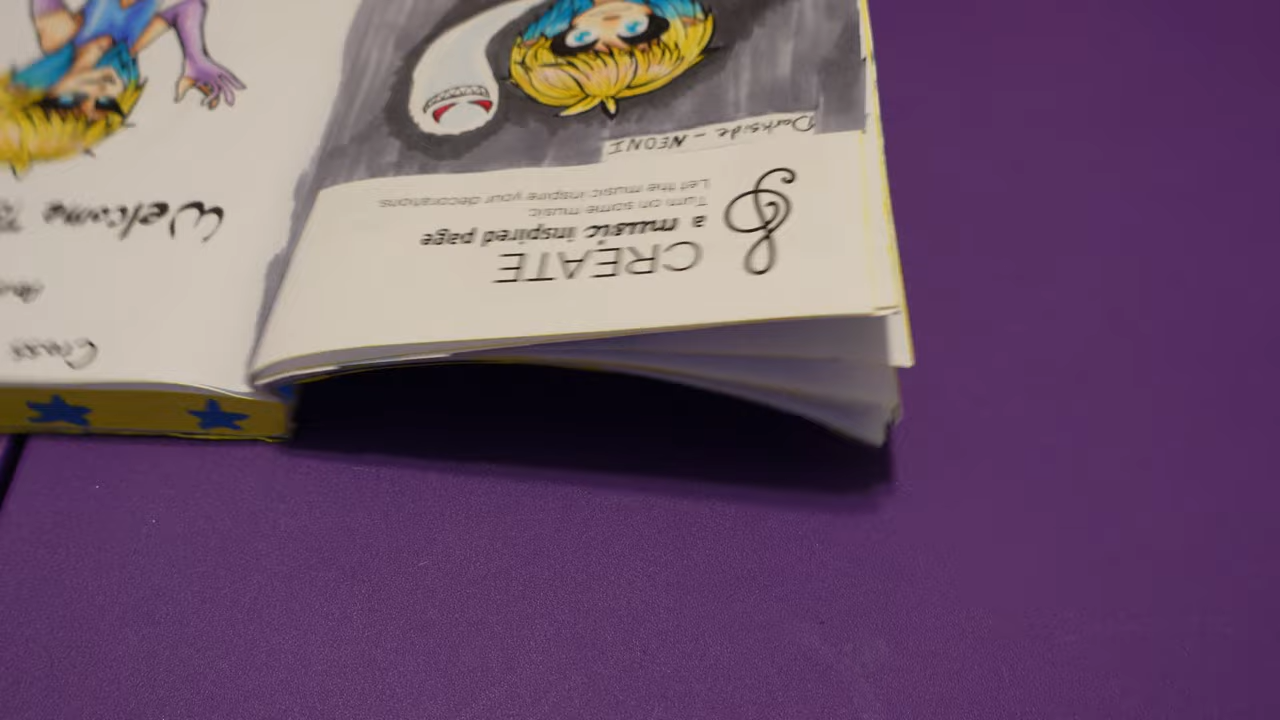 CREATE
a music inspired page
Turn on some music
Let the music inspire your decorations
Darkside - NEONI
Welcome